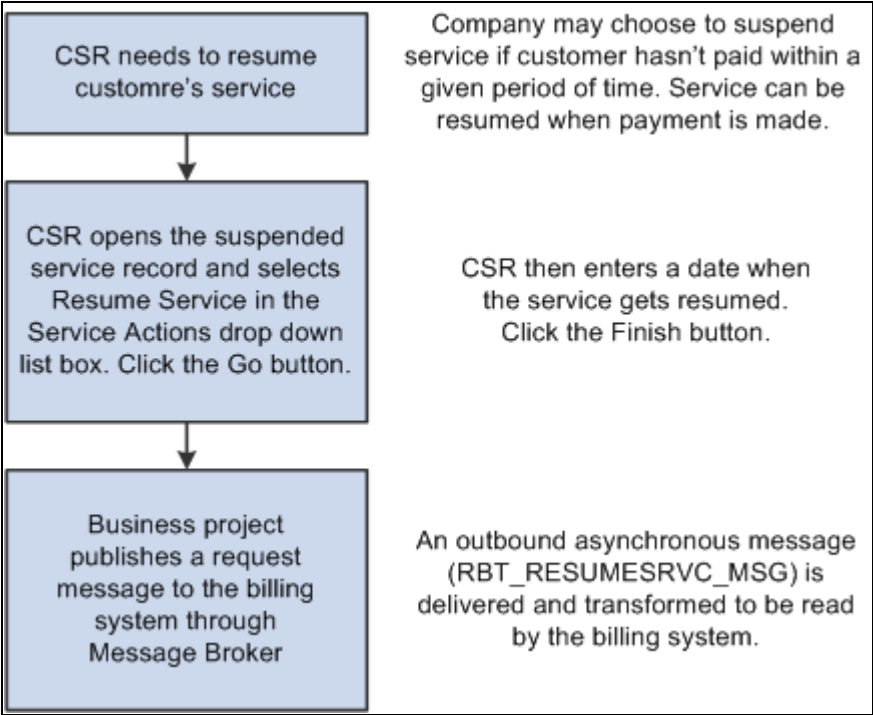 CSR needs to resume
customre's service
Company may choose to suspend
service if customer hasn't paid within a
given period of time. Service can be
resumed when payment is made.
CSR opens the suspended
service record and selects
Resume Service in the
Service Actions drop down
list box. Click the Go button.
CSR then enters a date when
the service gets resumed.
Click the Finish button.
Business project
publishes a request
message to the billing
system through
Message Broker
An outbound asynchronous message
(RBT_RESUMESRVC_MSG) is
delivered and transformed to be read
by the billing system.